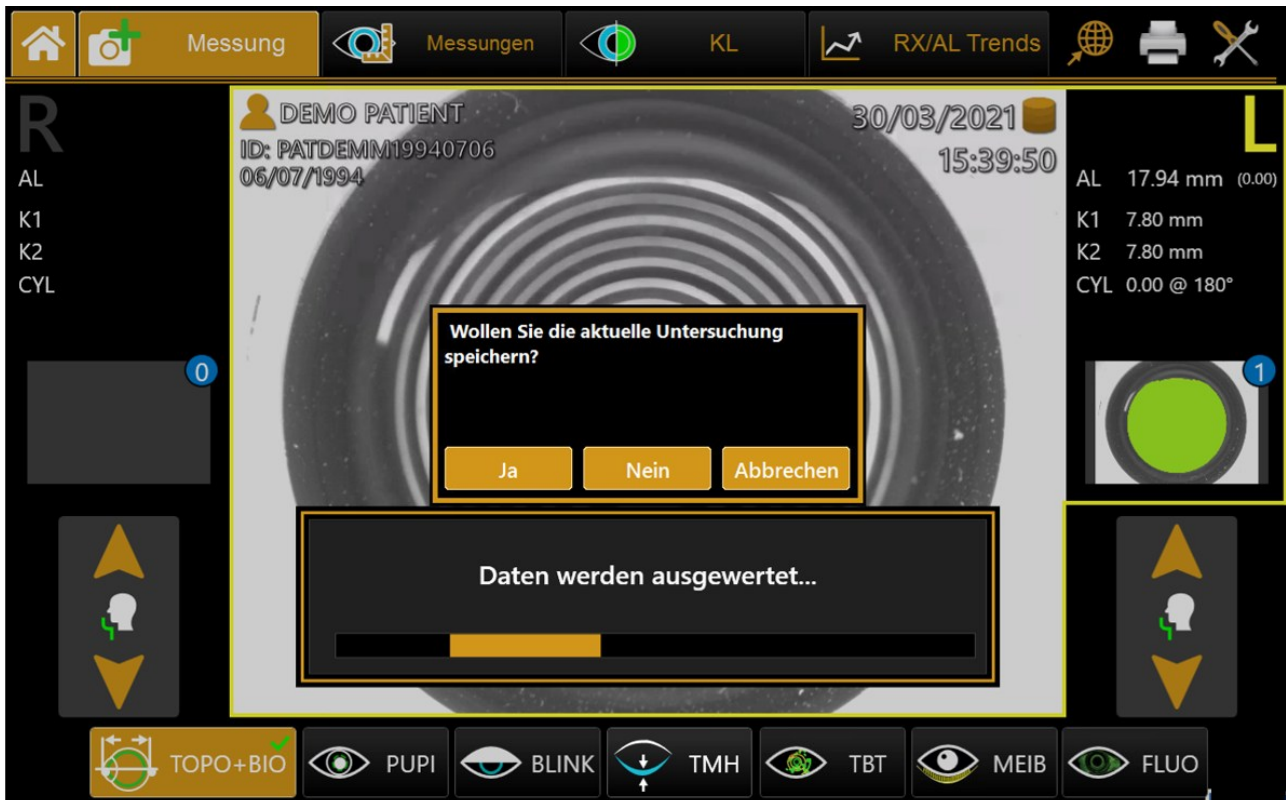 Messung
Messungen
KL
RX/AL Trends
R
AL
K1
K2
CYL
0
DEMO PATIENT
ID: PATDEMM19940706
06/07/1994
30/03/2021
15:39:50
L
AL 17.94 mm (0.00)
K1 7.80 mm
K2 7.80 mm
CYL 0.00 @ 180°
1
Wollen Sie die aktuelle Untersuchung
speichern?
Ja
Nein
Abbrechen
Daten werden ausgewertet...
TOPO+BIO
PUPI
BLINK
TMH
TBT
MEIB
FLUO